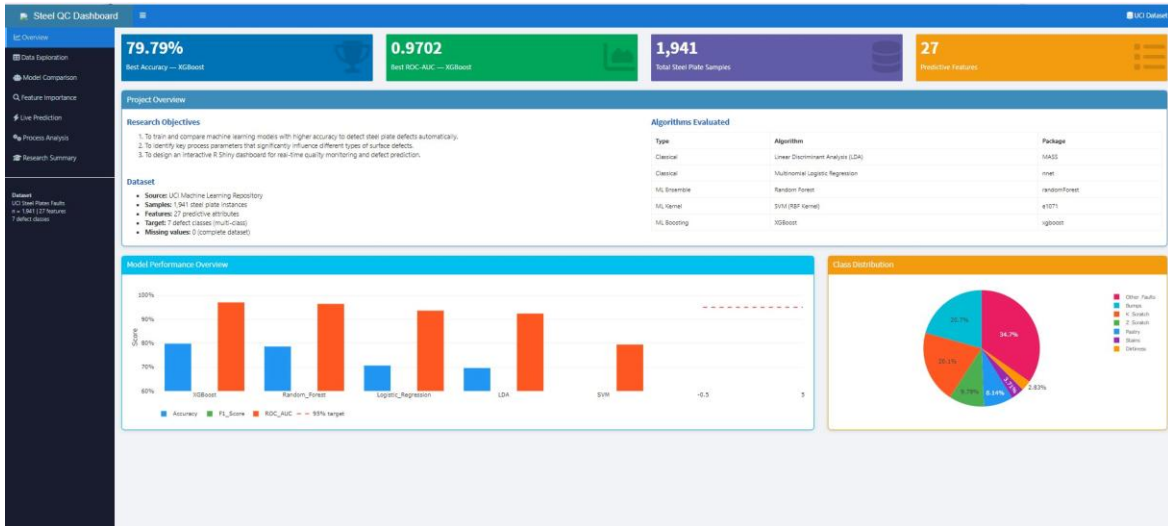 Steel QC Dashboard
UCI Dataset
Overview
Data Exploration
Model Comparison
Feature Importance
Live Prediction
Process Analysis
Research Summary
Dataset
UCI Steel Plates Faults
n = 1,941 | 27 features
7 defect classes
79.79%
Best Accuracy — XGBoost
0.9702
Best ROC-AUC — XGBoost
1,941
Total Steel Plate Samples
27
Predictive Features
Project Overview
Research Objectives
1. To train and compare machine learning models with higher accuracy to detect steel plate defects automatically.
2. To identify key process parameters that significantly influence different types of surface defects.
3. To design an interactive R Shiny dashboard for real-time quality monitoring and defect prediction.
Dataset
Source: UCI Machine Learning Repository
Samples: 1,941 steel plate instances
Features: 27 predictive attributes
Target: 7 defect classes (multi-class)
Missing values: 0 (complete dataset)
Algorithms Evaluated
Type Algorithm Package
Classical Linear Discriminant Analysis (LDA) MASS
Classical Multinomial Logistic Regression nnet
ML Ensemble Random Forest randomForest
ML Kernel SVM (RBF Kernel) e1071
ML Boosting XGBoost xgboost
Model Performance Overview
100%
90%
80%
70%
60%
Score
XGBoost Random_Forest Logistic_Regression LDA SVM -0.5
Accuracy F1_Score ROC_AUC 95% target
Class Distribution
34.7%
20.7%
20.1%
9.79%
8.14%
3.71%
2.83%
Other_Faults
Bumps
K_Scratch
Z_Scratch
Pastry
Stains
Dirtiness